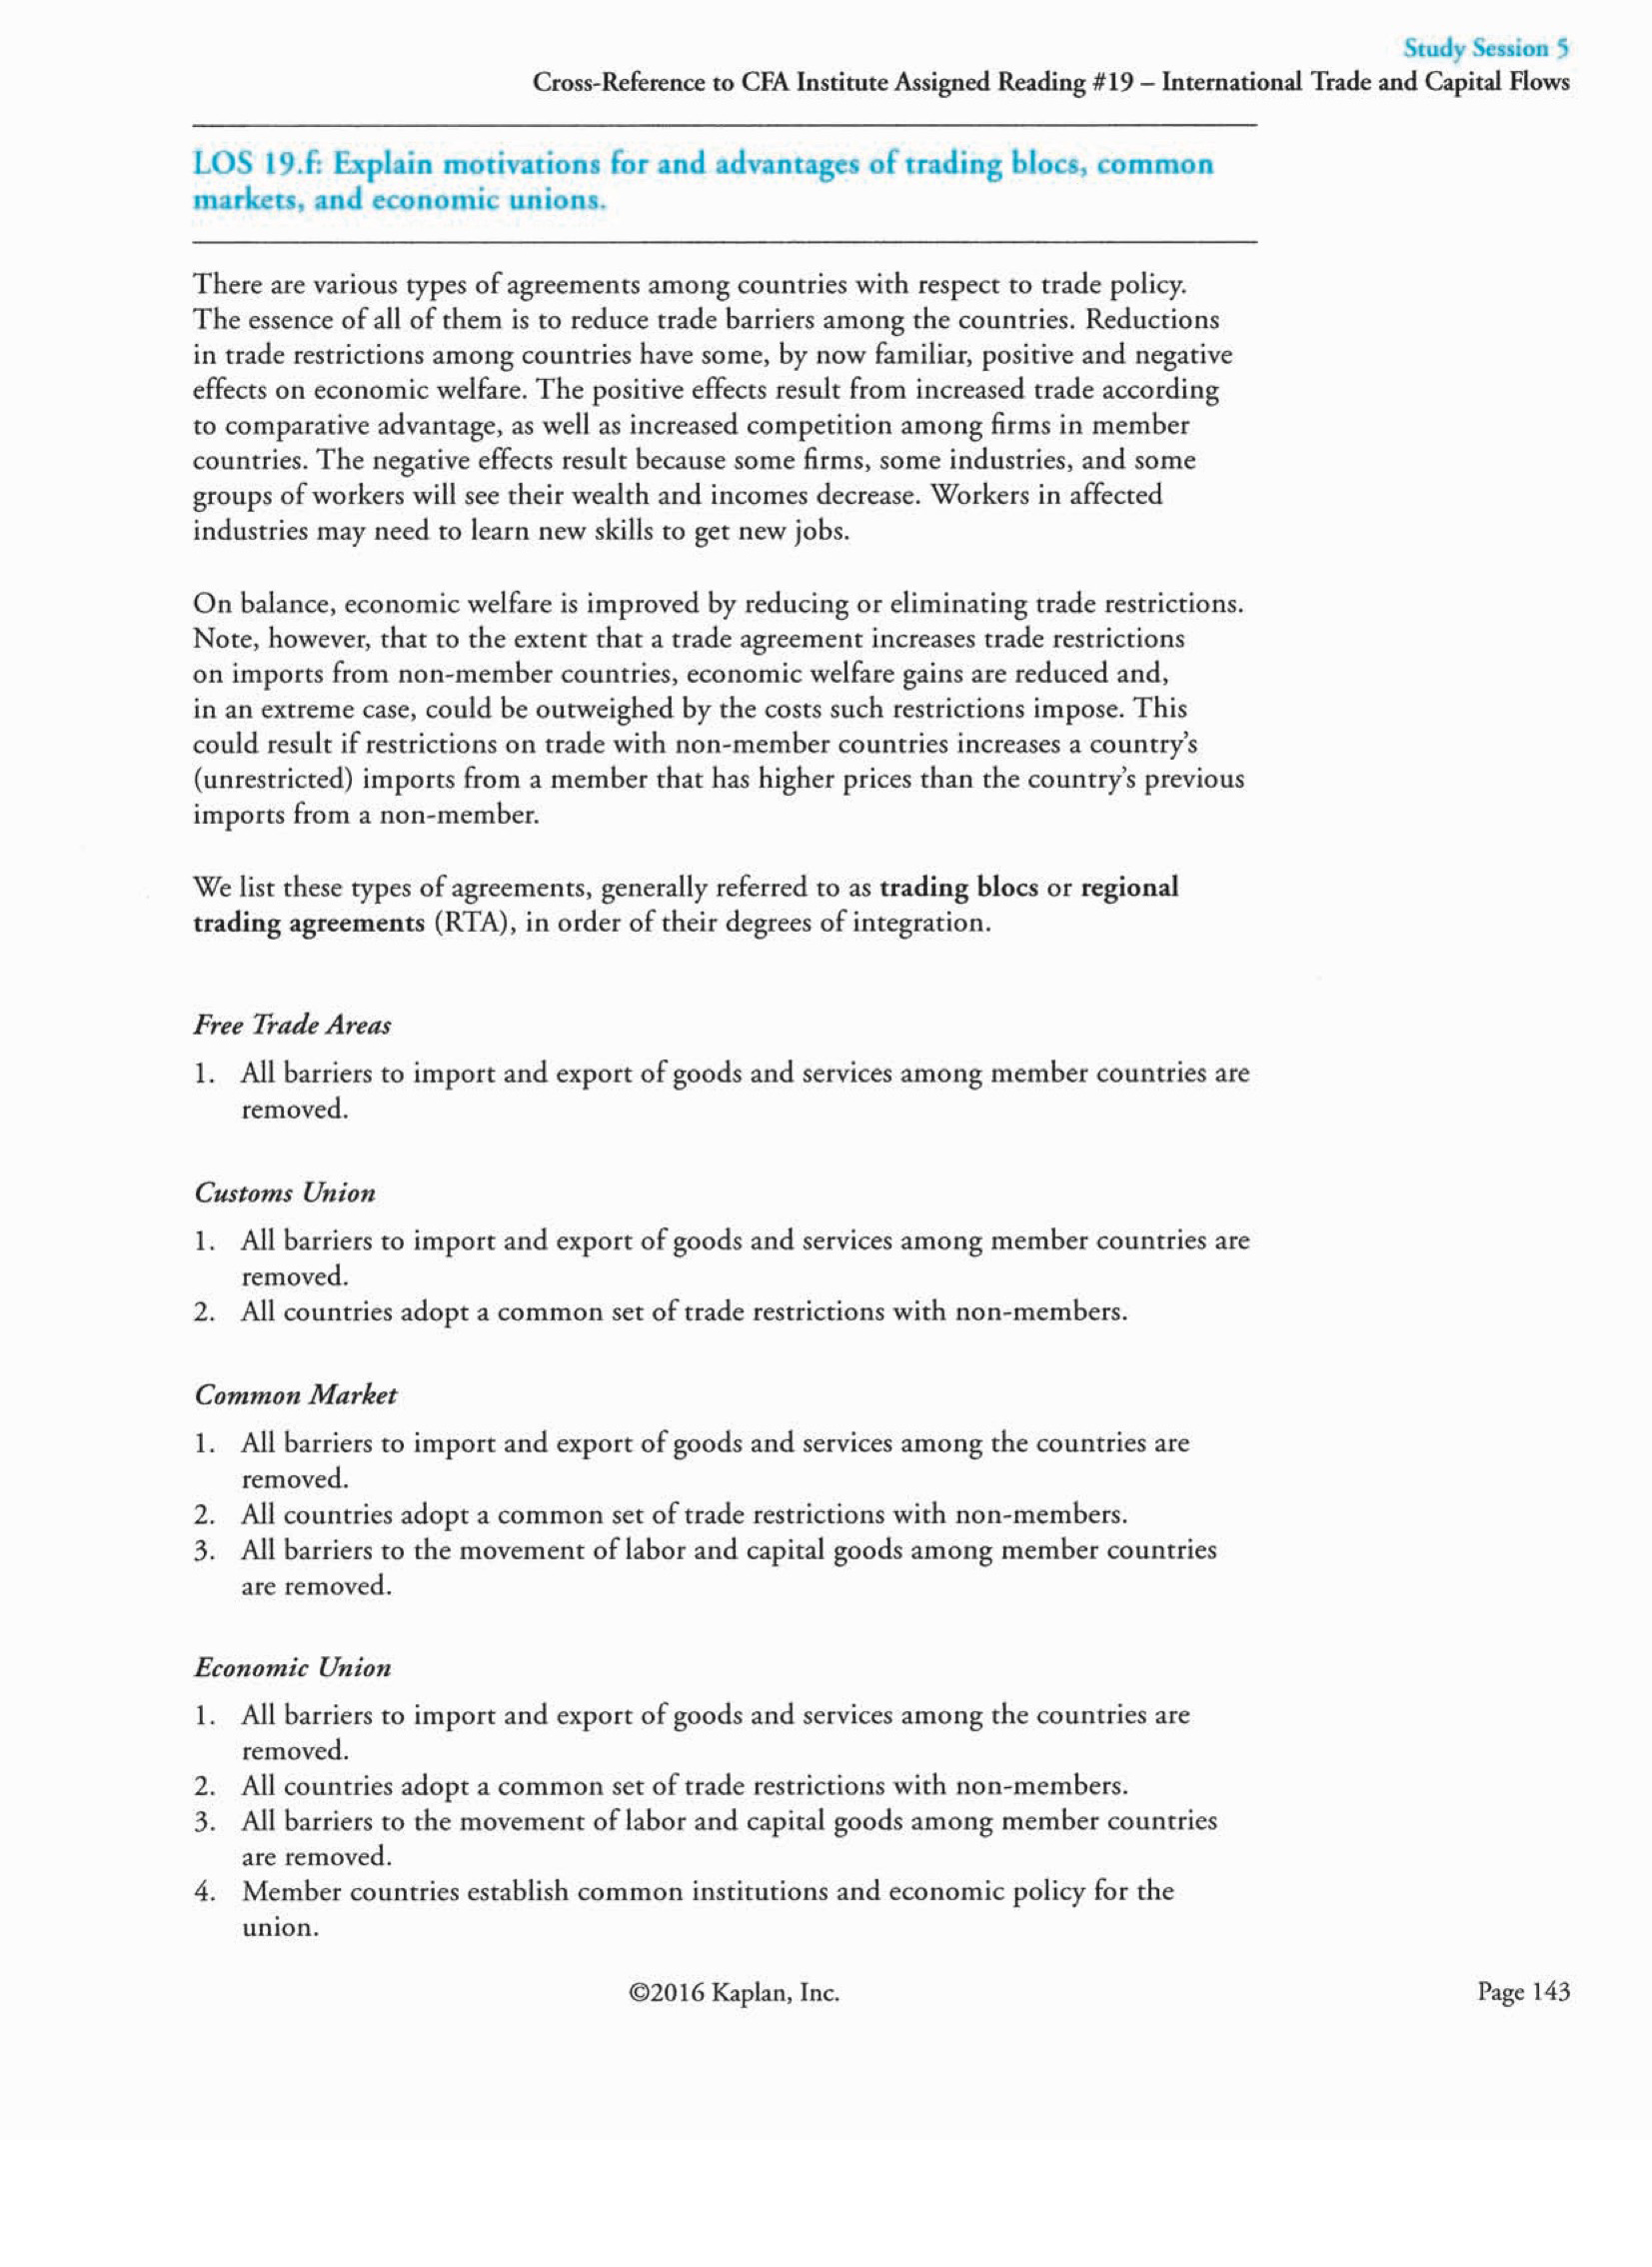 Study Session 5
Cross-Reference to CFA Institute Assigned Reading #19 – International Trade and Capital Flows
LOS 19.f: Explain motivations for and advantages of trading blocs, common
markets, and economic unions.
There are various types of agreements among countries with respect to trade policy.
The essence of all of them is to reduce trade barriers among the countries. Reductions
in trade restrictions among countries have some, by now familiar, positive and negative
effects on economic welfare. The positive effects result from increased trade according
to comparative advantage, as well as increased competition among firms in member
countries. The negative effects result because some firms, some industries, and some
groups of workers will see their wealth and incomes decrease. Workers in affected
industries may need to learn new skills to get new jobs.
On balance, economic welfare is improved by reducing or eliminating trade restrictions.
Note, however, that to the extent that a trade agreement increases trade restrictions
on imports from non-member countries, economic welfare gains are reduced and,
in an extreme case, could be outweighed by the costs such restrictions impose. This
could result if restrictions on trade with non-member countries increases a country's
(unrestricted) imports from a member that has higher prices than the country's previous
imports from a non-member.
We list these types of agreements, generally referred to as trading blocs or regional
trading agreements (RTA), in order of their degrees of integration.
Free Trade Areas
1. All barriers to import and export of goods and services among member countries are
removed.
Customs Union
1. All barriers to import and export of goods and services among member countries are
removed.
2. All countries adopt a common set of trade restrictions with non-members.
Common Market
1. All barriers to import and export of goods and services among the countries are
removed.
2. All countries adopt a common set of trade restrictions with non-members.
3. All barriers to the movement of labor and capital goods among member countries
are removed.
Economic Union
1. All barriers to import and export of goods and services among the countries are
removed.
2. All countries adopt a common set of trade restrictions with non-members.
3. All barriers to the movement of labor and capital goods among member countries
are removed.
4. Member countries establish common institutions and economic policy for the
union.
©2016 Kaplan, Inc.
Page 143